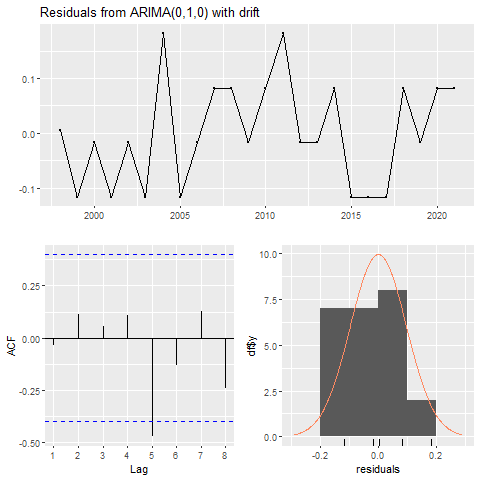 Residuals from ARIMA(0,1,0) with drift
0.1
0.0
-0.1
2000 2005 2010 2015 2020
ACF
0.25
0.00
-0.25
-0.50
1 2 3 4 5 6 7 8
Lag
df$y
10.0
7.5
5.0
2.5
0.0
-0.2 0.0 0.2
residuals